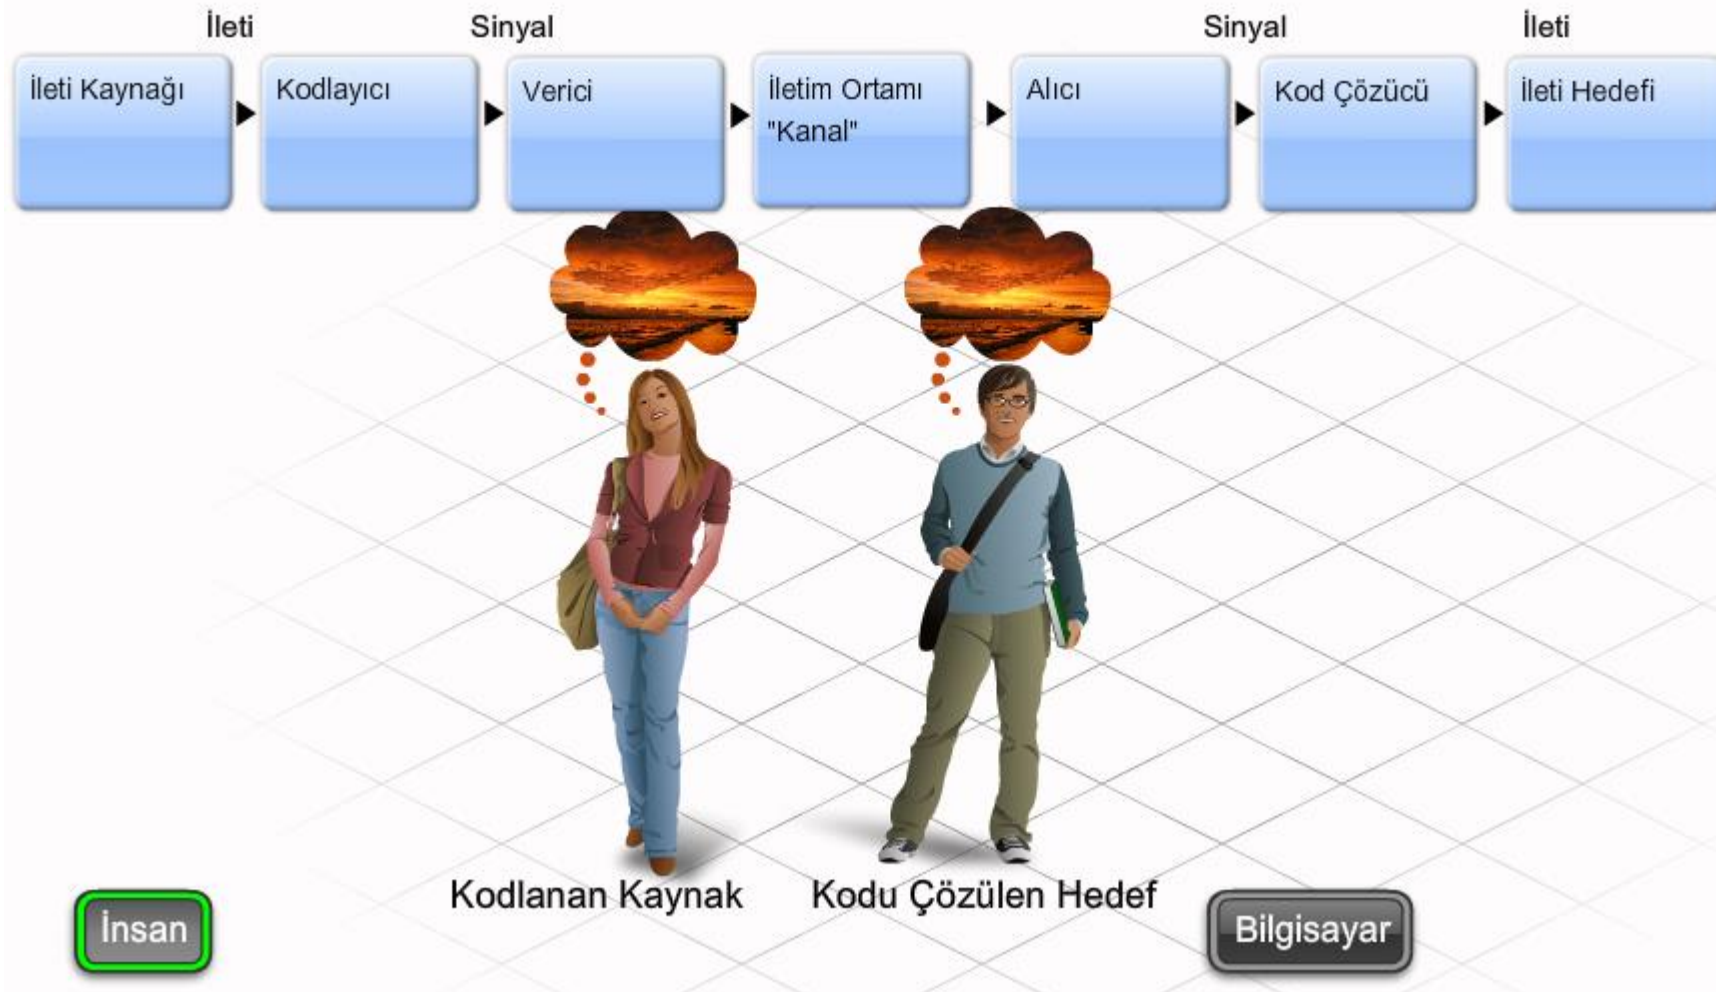 İleti
Sinyal
Sinyal
İleti
İleti Kaynağı
Kodlayıcı
Verici
İletim Ortamı
"Kanal"
Alıcı
Kod Çözücü
İleti Hedefi
Kodlanan Kaynak
Kodu Çözülen Hedef
İnsan
Bilgisayar